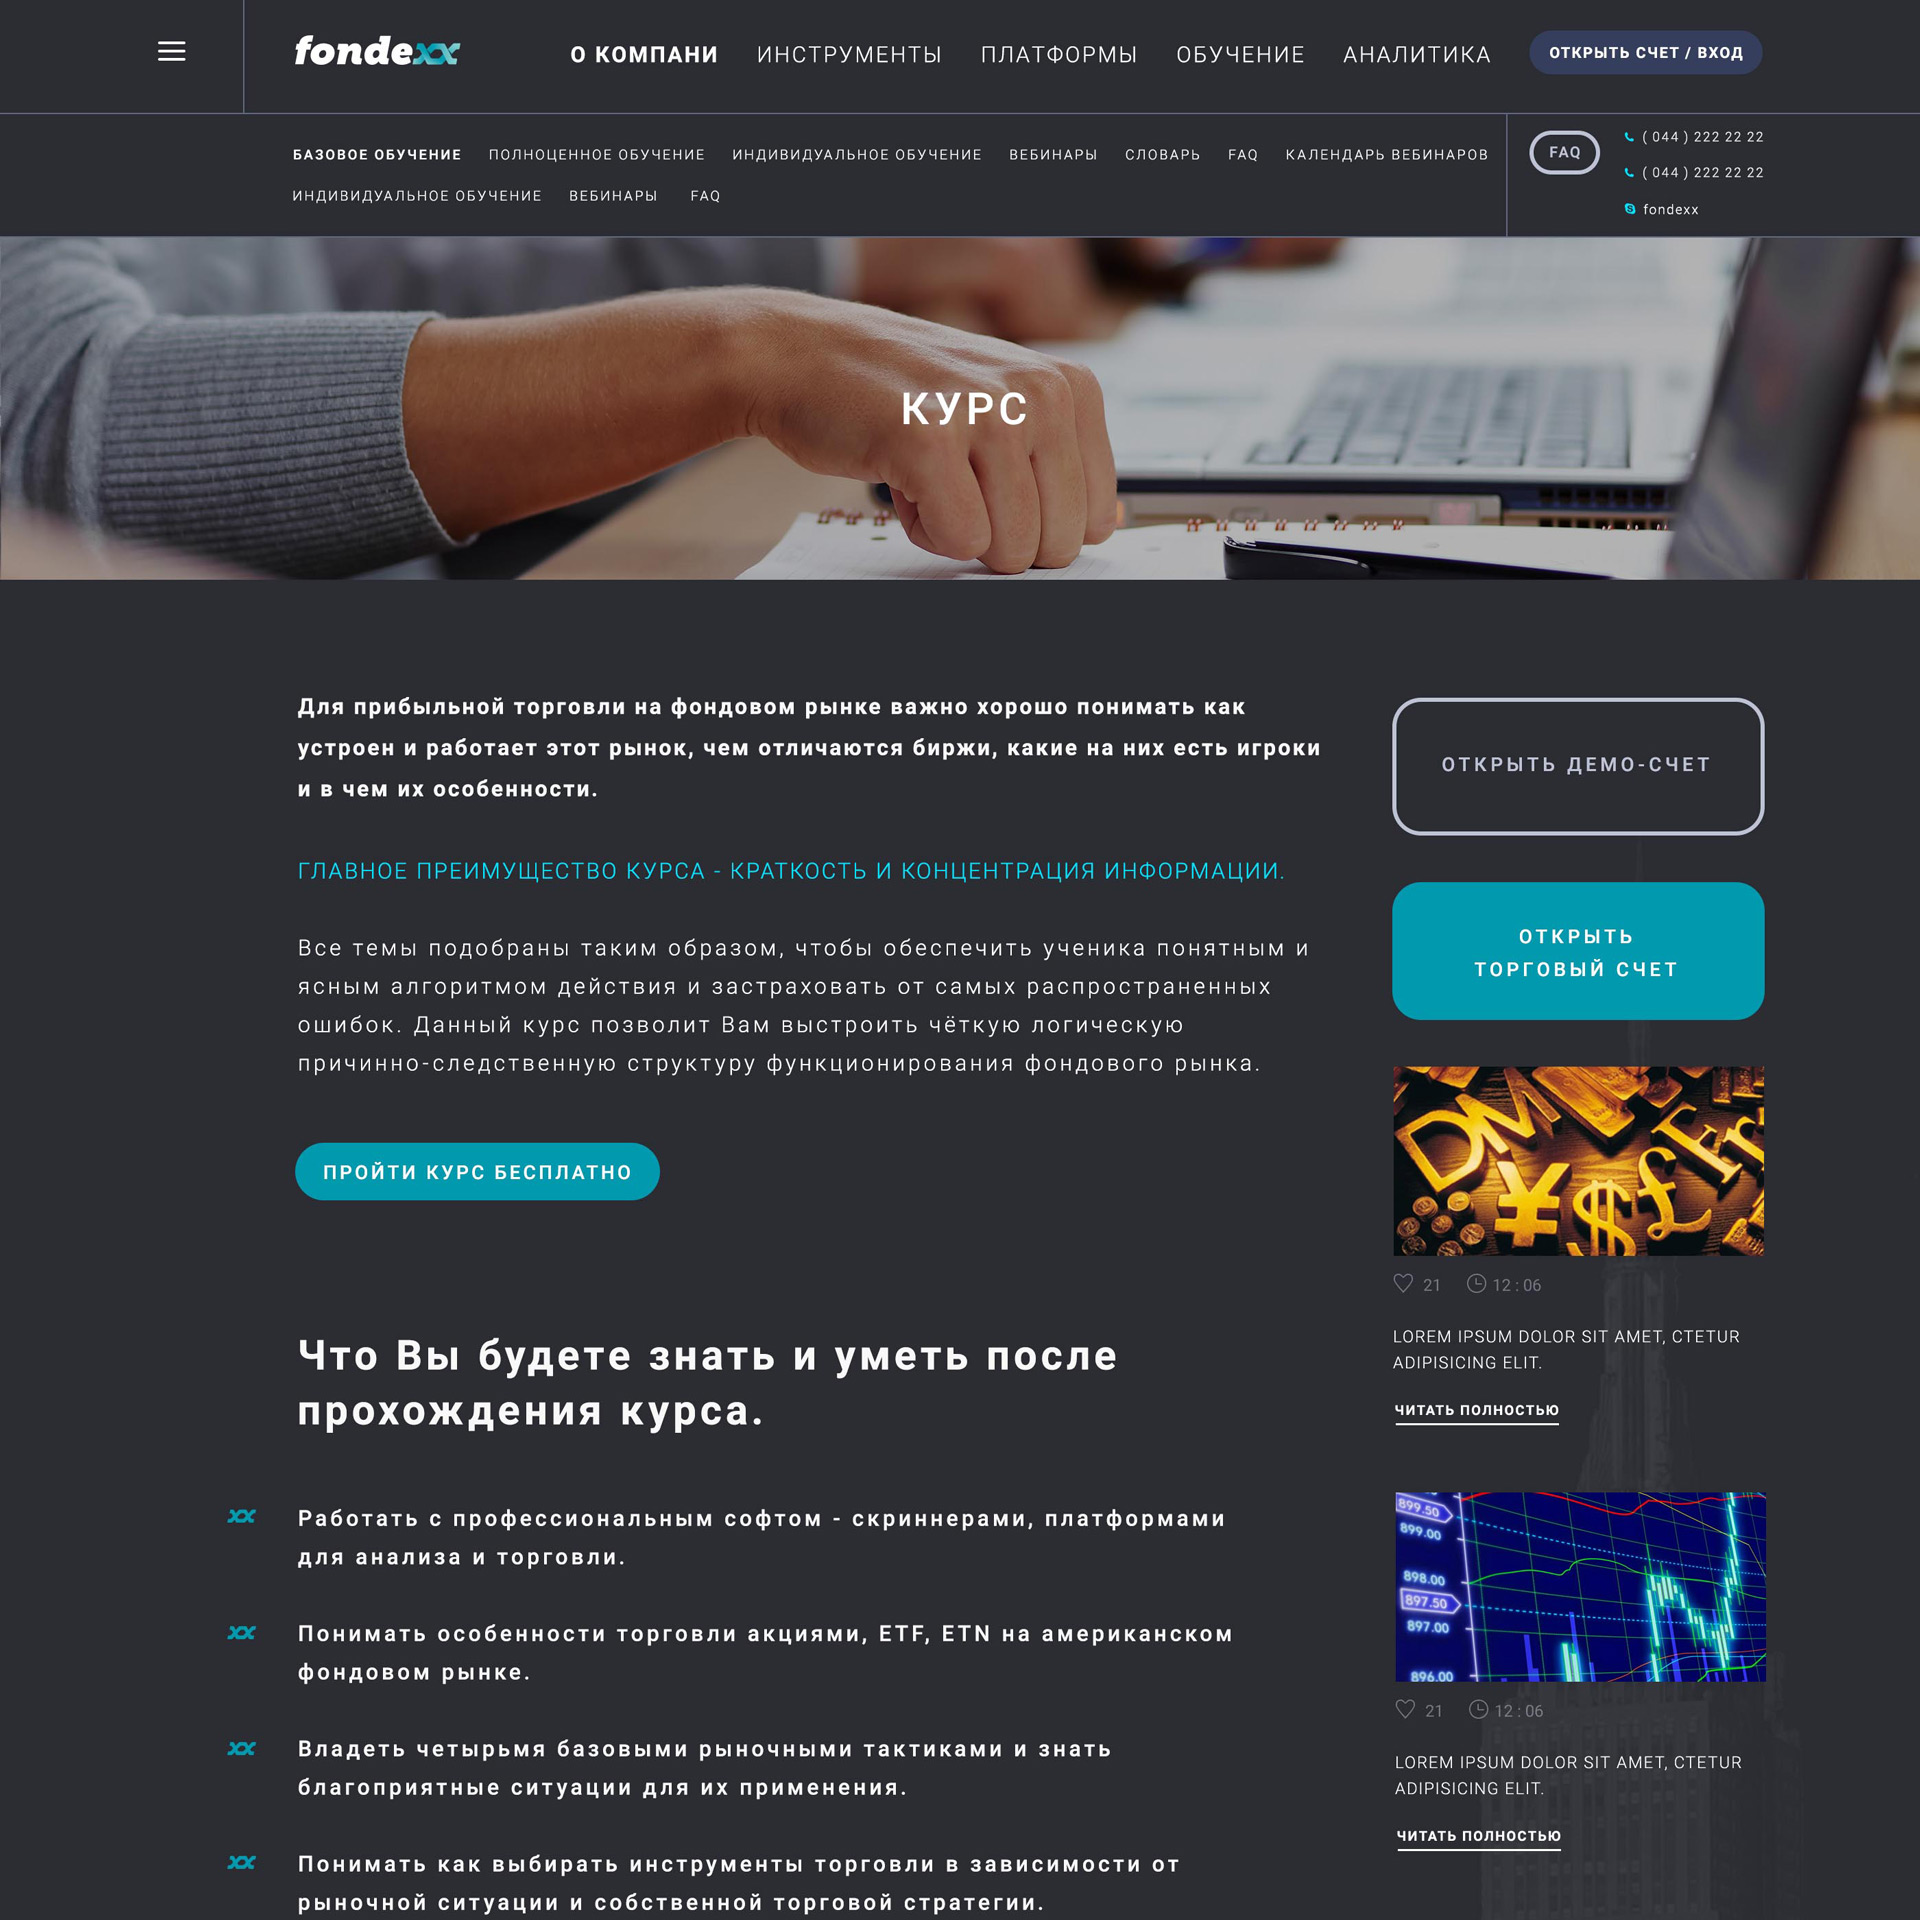 fondexx
О КОМПАНИ ИНСТРУМЕНТЫ ПЛАТФОРМЫ ОБУЧЕНИЕ АНАЛИТИКА ОТКРЫТЬ СЧЕТ / ВХОД
БАЗОВОЕ ОБУЧЕНИЕ ПОЛНОЦЕННОЕ ОБУЧЕНИЕ ИНДИВИДУАЛЬНОЕ ОБУЧЕНИЕ ВЕБИНАРЫ СЛОВАРЬ FAQ КАЛЕНДАРЬ ВЕБИНАРОВ
ИНДИВИДУАЛЬНОЕ ОБУЧЕНИЕ ВЕБИНАРЫ FAQ
FAQ
( 044 ) 222 22 22
( 044 ) 222 22 22
fondexx
КУРС
Для прибыльной торговли на фондовом рынке важно хорошо понимать как
устроен и работает этот рынок, чем отличаются биржи, какие на них есть игроки
и в чем их особенности.
ГЛАВНОЕ ПРЕИМУЩЕСТВО КУРСА - КРАТКОСТЬ И КОНЦЕНТРАЦИЯ ИНФОРМАЦИИ.
Все темы подобраны таким образом, чтобы обеспечить ученика понятным и
ясным алгоритмом действия и застраховать от самых распространенных
ошибок. Данный курс позволит Вам выстроить чёткую логическую
причинно-следственную структуру функционирования фондового рынка.
ПРОЙТИ КУРС БЕСПЛАТНО
Что Вы будете знать и уметь после
прохождения курса.
Работать с профессиональным софтом - скриннерами, платформами
для анализа и торговли.
Понимать особенности торговли акциями, ETF, ETN на американском
фондовом рынке.
Владеть четырьмя базовыми рыночными тактиками и знать
благоприятные ситуации для их применения.
Понимать как выбирать инструменты торговли в зависимости от
рыночной ситуации и собственной торговой стратегии.
ОТКРЫТЬ ДЕМО-СЧЕТ
ОТКРЫТЬ
ТОРГОВЫЙ СЧЕТ
DM Fr
¥ $ £
21 12 : 06
LOREM IPSUM DOLOR SIT AMET, CTETUR
ADIPISICING ELIT.
ЧИТАТЬ ПОЛНОСТЬЮ
899.50
899.00
898.00
897.50
897.00
896.00
21 12 : 06
LOREM IPSUM DOLOR SIT AMET, CTETUR
ADIPISICING ELIT.
ЧИТАТЬ ПОЛНОСТЬЮ